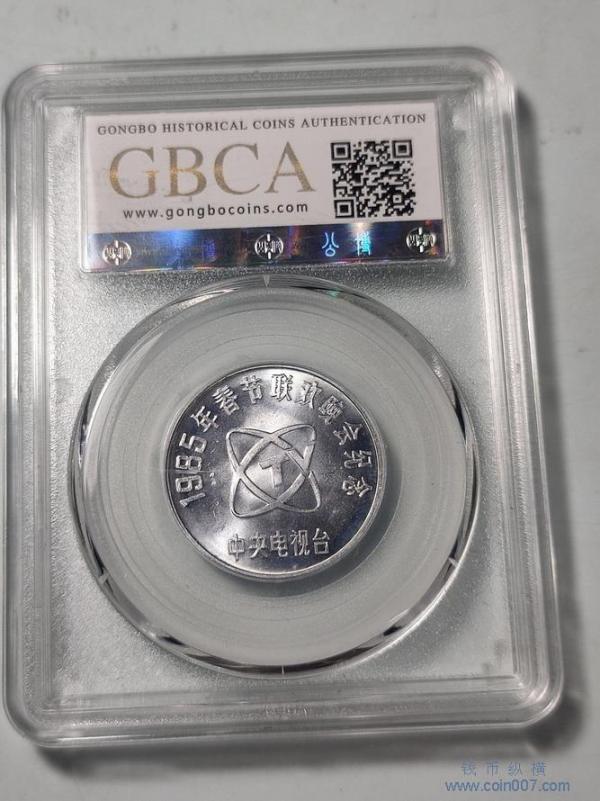 GONGBO HISTORICAL COINS AUTHENTICATION
GBCA
www.gongbocoins.com
公博
1985年春节联欢晚会纪念
T
中央电视台
钱币纵横
www.coin007.com